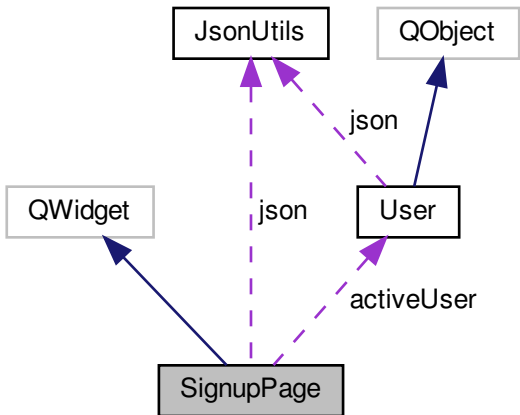 JsonUtils
QObject
json
QWidget
json
User
activeUser
SignupPage